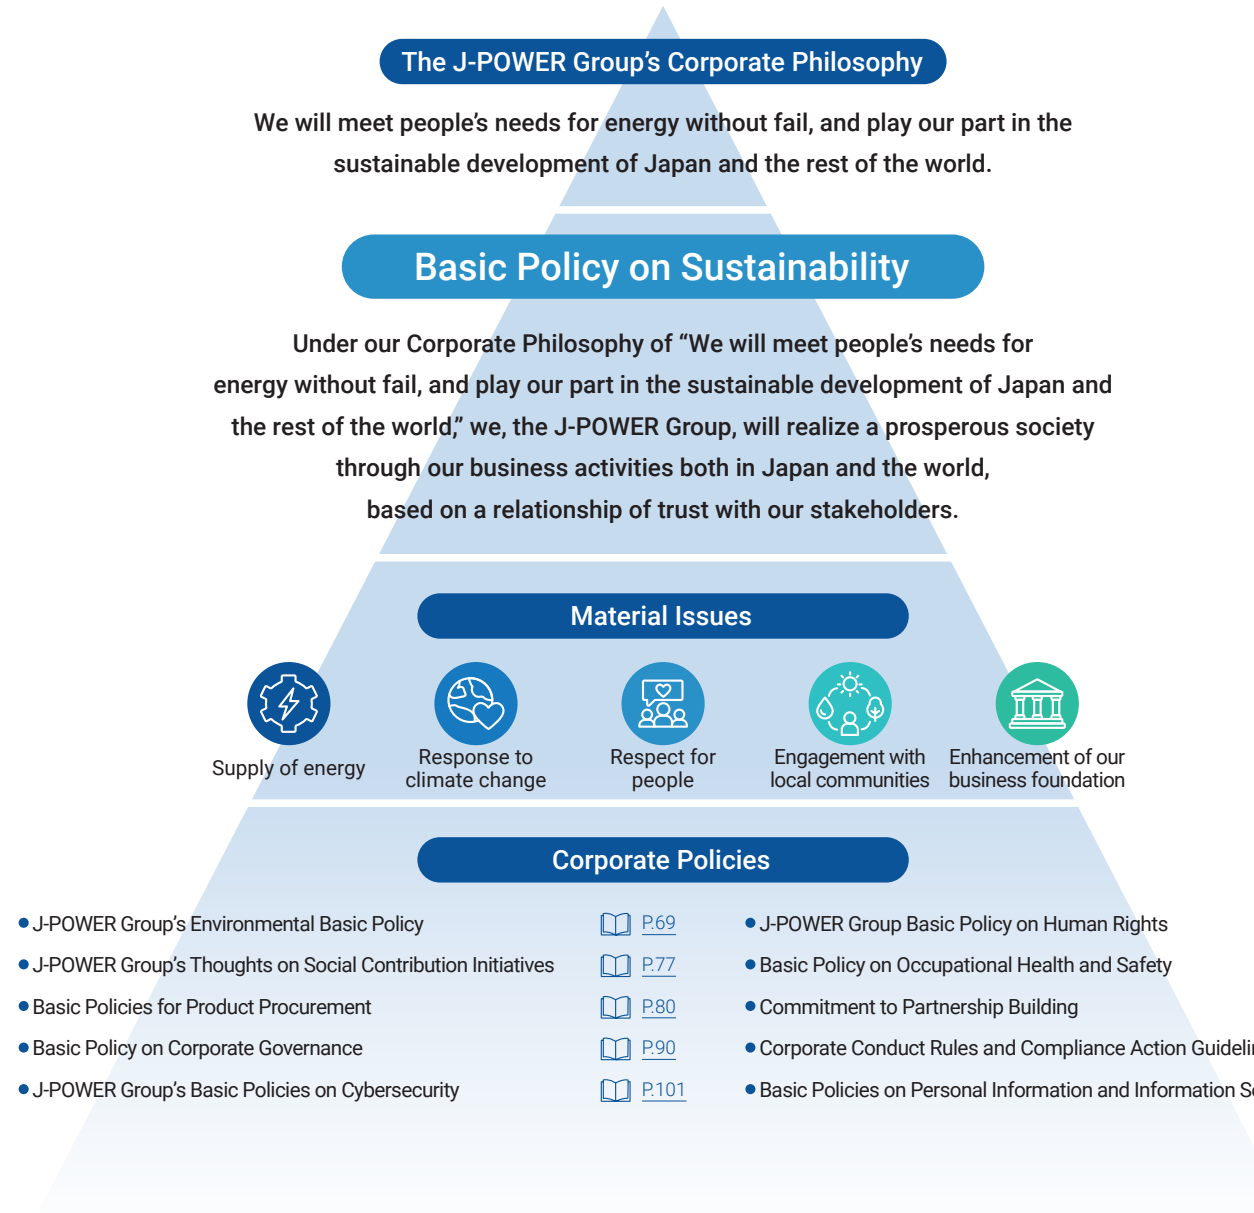 The J-POWER Group's Corporate Philosophy
We will meet people's needs for energy without fail, and play our part in the
sustainable development of Japan and the rest of the world.
Basic Policy on Sustainability
Under our Corporate Philosophy of “We will meet people's needs for
energy without fail, and play our part in the sustainable development of Japan and
the rest of the world,” we, the J-POWER Group, will realize a prosperous society
through our business activities both in Japan and the world,
based on a relationship of trust with our stakeholders.
Material Issues
Supply of energy
Response to
climate change
Respect for
people
Engagement with
local communities
Enhancement of our
business foundation
Corporate Policies
• J-POWER Group's Environmental Basic Policy P.69
• J-POWER Group's Thoughts on Social Contribution Initiatives P.77
• Basic Policies for Product Procurement P.80
• Basic Policy on Corporate Governance P.90
• J-POWER Group's Basic Policies on Cybersecurity P.101
• J-POWER Group Basic Policy on Human Rights
• Basic Policy on Occupational Health and Safety
• Commitment to Partnership Building
• Corporate Conduct Rules and Compliance Action
• Basic Policies on Personal Information and Information